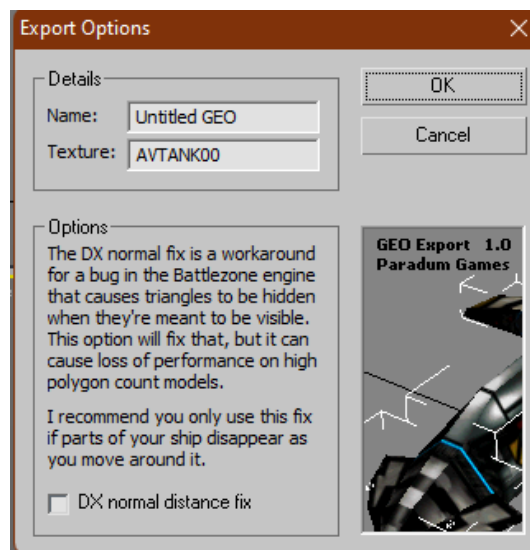 Export Options
Details
Name: Untitled GEO
Texture: AVTANK00
OK
Cancel
Options
The DX normal fix is a workaround
for a bug in the Battlezone engine
that causes triangles to be hidden
when they're meant to be visible.
This option will fix that, but it can
cause loss of performance on high
polygon count models.
I recommend you only use this fix
if parts of your ship disappear as
you move around it.
DX normal distance fix
GEO Export 1.0
Paradum Games